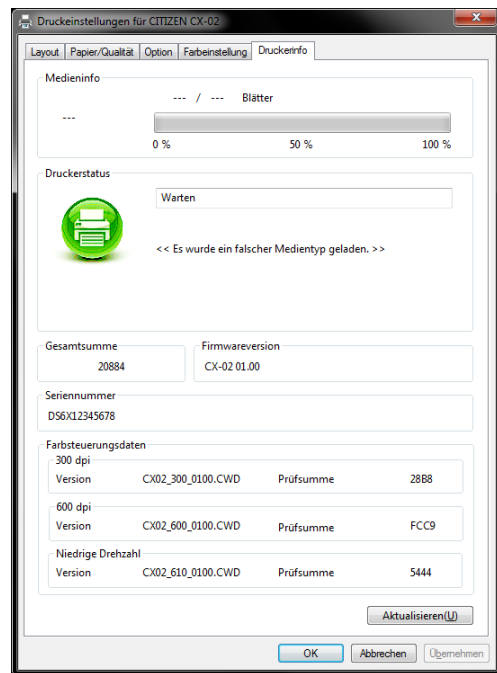 Druckeinstellungen für CITIZEN CX-02
Layout Papier/Qualität Option Farbeinstellung Druckerinfo
Medieninfo
--- / --- Blätter
---
0 % 50 % 100 %
Druckerstatus
Warten
<< Es wurde ein falscher Medientyp geladen. >>
Gesamtsumme Firmwareversion
20884 CX-02 01.00
Seriennummer
DS6X12345678
Farbsteuerungsdaten
300 dpi
Version CX02_300_0100.CWD Prüfsumme 28B8
600 dpi
Version CX02_600_0100.CWD Prüfsumme FCC9
Niedrige Drehzahl
Version CX02_610_0100.CWD Prüfsumme 5444
Aktualisieren(U)
OK Abbrechen Übernehmen